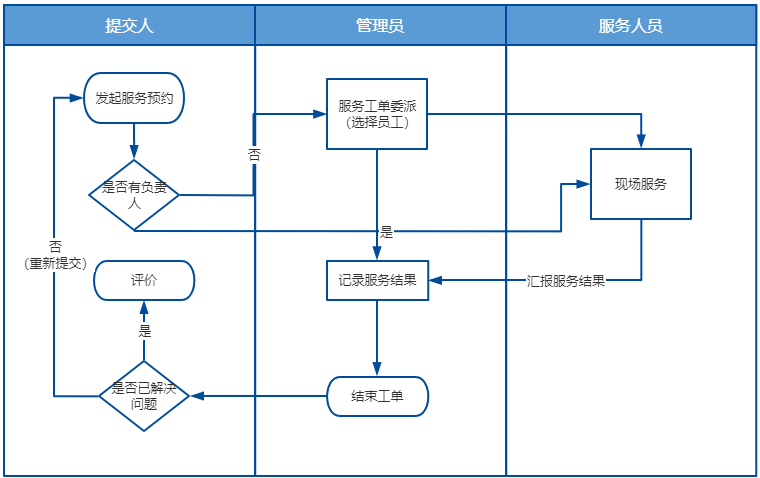 提交人
管理员
服务人员
发起服务预约
服务工单委派
（选择员工）
否
是否有负责
人
现场服务
是
否
（重新提交）
评价
记录服务结果
汇报服务结果
是
是否已解决
问题
结束工单